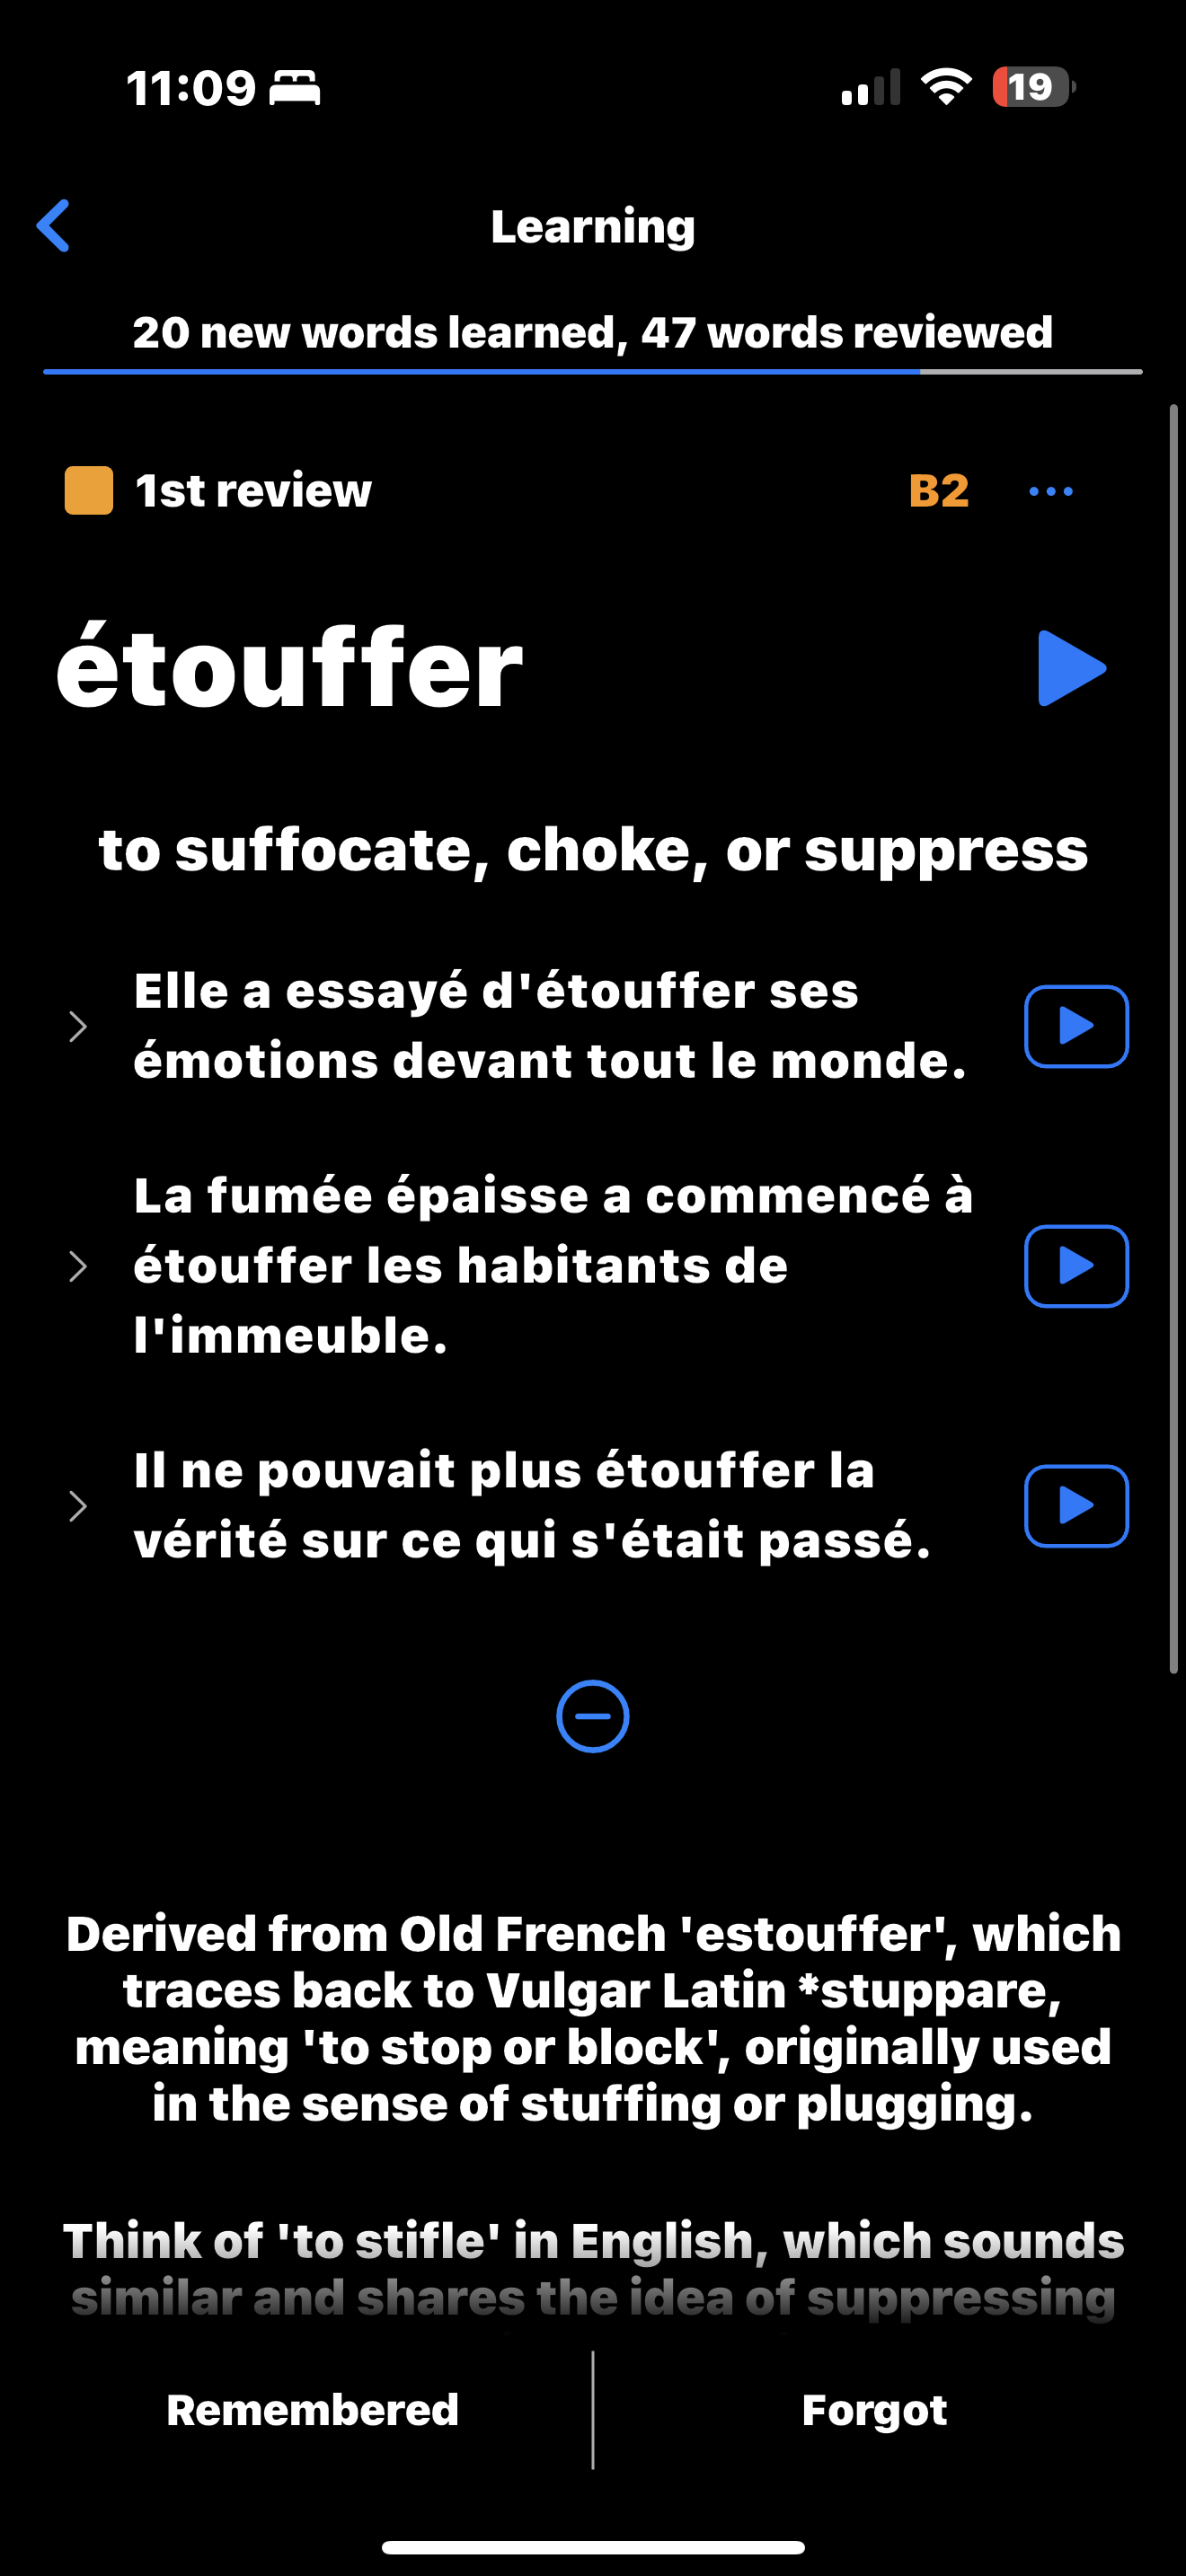 11:09
19
Learning
20 new words learned, 47 words reviewed
1st review
B2
étouffer
to suffocate, choke, or suppress
Elle a essayé d'étouffer ses
émotions devant tout le monde.
La fumée épaisse a commencé à
étouffer les habitants de
l'immeuble.
Il ne pouvait plus étouffer la
vérité sur ce qui s'était passé.
Derived from Old French 'estouffer', which
traces back to Vulgar Latin *stuppare,
meaning 'to stop or block', originally used
in the sense of stuffing or plugging.
Think of 'to stifle' in English, which sounds
similar and shares the idea of suppressing
Remembered
Forgot